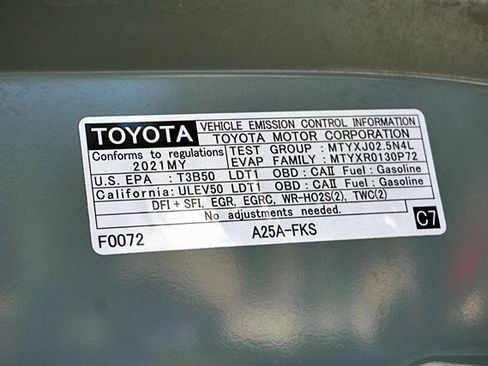 TOYOTA
VEHICLE EMISSION CONTROL INFORMATION
TOYOTA MOTOR CORPORATION
Conforms to regulations
2021MY
TEST GROUP : MTYXJ02.5N4L
EVAP FAMILY : MTYXR0130P72
U.S. EPA : T3B50 LDT1 OBD : CAII Fuel : Gasoline
California: ULEV50 LDT1 OBD : CAII Fuel : Gasoline
DFI + SFI, EGR, EGRC, WR-HO2S(2), TWC(2)
No adjustments needed.
F0072
A25A-FKS
C7